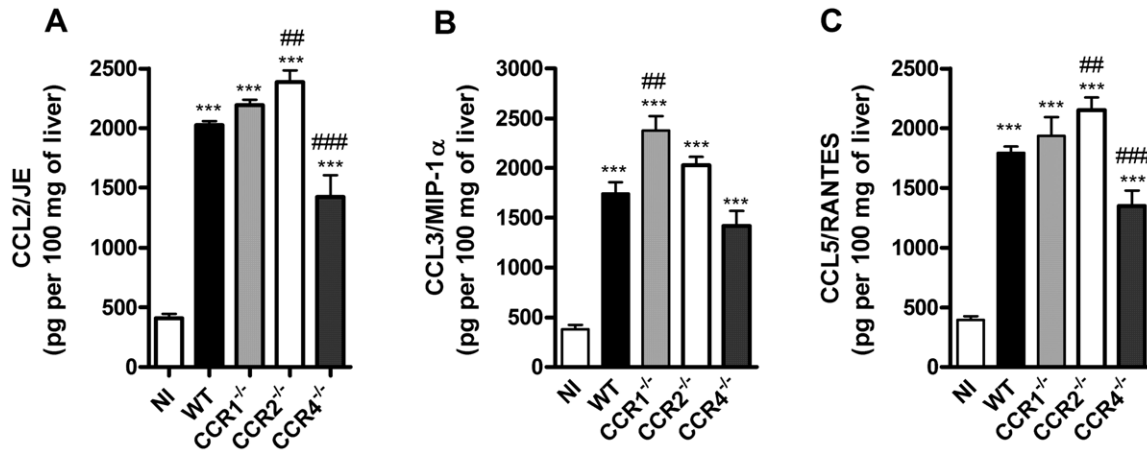 A
CCL2/JE
(pg per 100 mg of liver)
2500
2000
1500
1000
500
0
***
***
##
***
###
***
NI
WT
CCR1-/-
CCR2-/-
CCR4-/-
B
CCL3/MIP-1α
(pg per 100 mg of liver)
3000
2500
2000
1500
1000
500
0
***
##
***
***
***
NI
WT
CCR1-/-
CCR2-/-
CCR4-/-
C
CCL5/RANTES
(pg per 100 mg of liver)
2500
2000
1500
1000
500
0
***
***
##
***
###
***
NI
WT
CCR1-/-
CCR2-/-
CCR4-/-